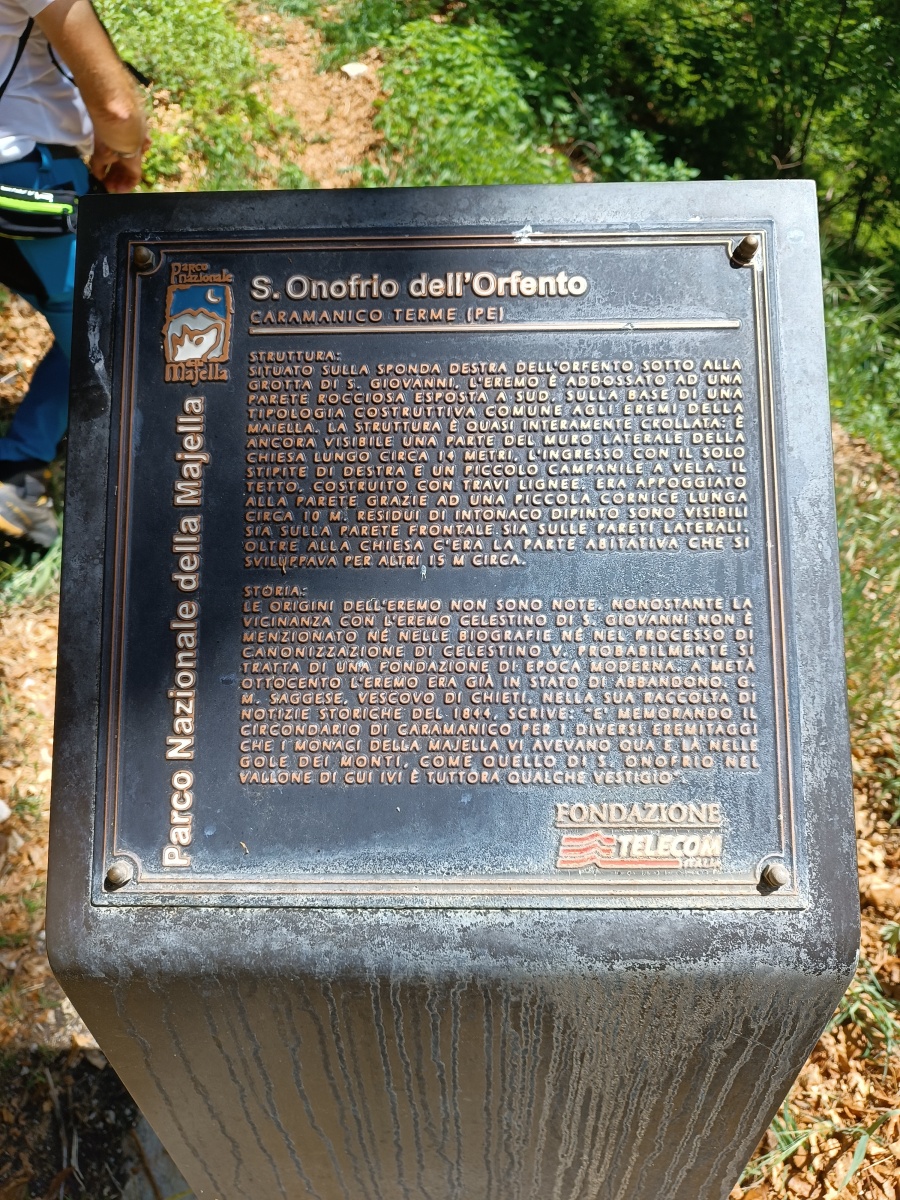 Parco
Nazionale
della
Majella
S. Onofrio dell'Orfento
CARAMANICO TERME (PE)
STRUTTURA:
SITUATO SULLA SPONDA DESTRA DELL'ORFENTO SOTTO ALLA
GROTTA DI S. GIOVANNI, L'EREMO È ADDOSSATO AD UNA
PARETE ROCCIOSA ESPOSTA A SUD, SULLA BASE DI UNA
TIPOLOGIA COSTRUTTIVA COMUNE AGLI EREMI DELLA
MAIELLA. LA STRUTTURA È QUASI INTERAMENTE CROLLATA: È
ANCORA VISIBILE UNA PARTE DEL MURO LATERALE DELLA
CHIESA LUNGO CIRCA 14 METRI, L'INGRESSO CON IL SOLO
STIPITE DI DESTRA E UN PICCOLO CAMPANILE A VELA. IL
TETTO, COSTRUITO CON TRAVI LIGNEE, ERA APPOGGIATO
ALLA PARETE GRAZIE AD UNA PICCOLA CORNICE LUNGA
CIRCA 10 M. RESIDUI DI INTONACO DIPINTO SONO VISIBILI
SIA SULLA PARETE FRONTALE SIA SULLE PARETI LATERALI.
OLTRE ALLA CHIESA C'ERA LA PARTE ABITATIVA CHE SI
SVILUPPAVA PER ALTRI 15 M CIRCA.
STORIA:
LE ORIGINI DELL'EREMO NON SONO NOTE, NONOSTANTE LA
VICINANZA CON L'EREMO CELESTINO DI S. GIOVANNI NON È
MENZIONATO NÉ NELLE BIOGRAFIE NÉ NEL PROCESSO DI
CANONIZZAZIONE DI CELESTINO V. PROBABILMENTE SI
TRATTA DI UNA FONDAZIONE DI EPOCA MODERNA. A METÀ
OTTOCENTO L'EREMO ERA GIÀ IN STATO DI ABBANDONO. G.
M. SAGGESE, VESCOVO DI CHIETI, NELLA SUA RACCOLTA DI
NOTIZIE STORICHE DEL 1844, SCRIVE: "E' MEMORANDO IL
CIRCONDARIO DI CARAMANICO PER I DIVERSI EREMITAGGI
CHE I MONACI DELLA MAJELLA VI AVEVANO QUA E LÀ NELLE
GOLE DEI MONTI, COME QUELLO DI S. ONOFRIO NEL
VALLONE DI CUI IVI È TUTTORA QUALCHE VESTIGIO".
Parco Nazionale della Majella
FONDAZIONE
TELECOM
ITALIA